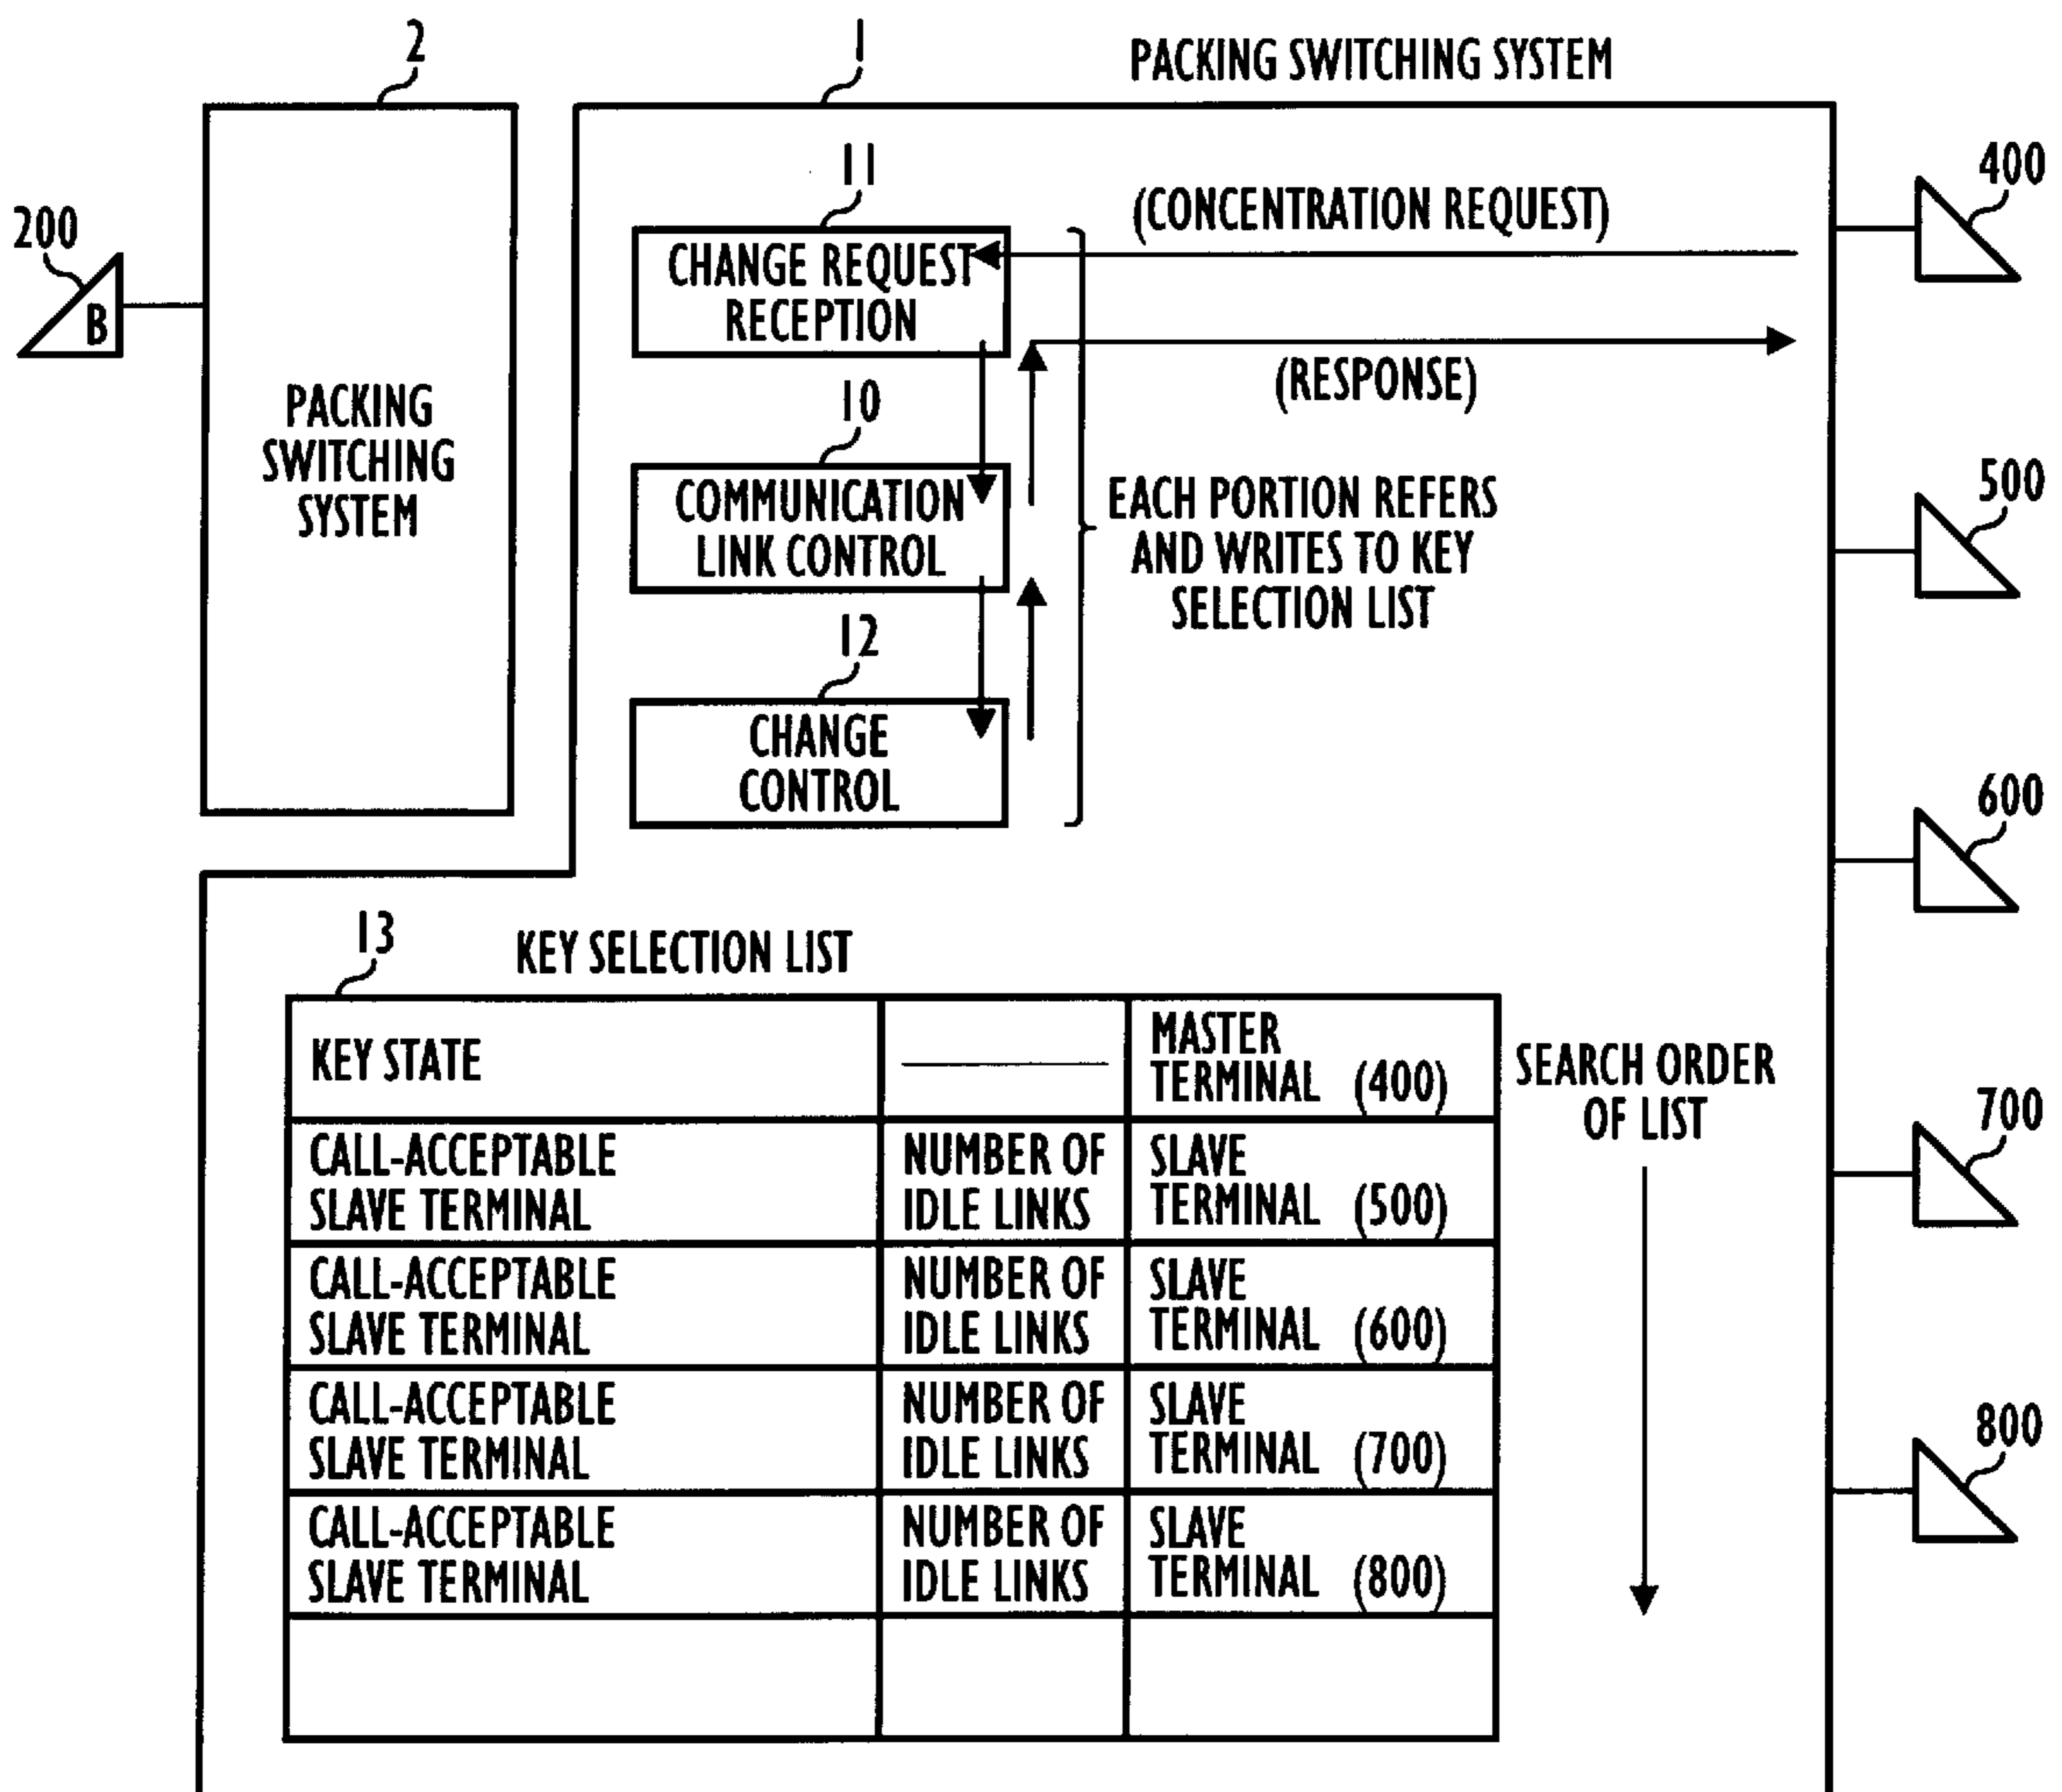 2
1
PACKING SWITCHING SYSTEM
200
B
PACKING
SWITCHING
SYSTEM
11
CHANGE REQUEST
RECEPTION
(CONCENTRATION REQUEST)
(RESPONSE)
10
COMMUNICATION
LINK CONTROL
EACH PORTION REFERS
AND WRITES TO KEY
SELECTION LIST
12
CHANGE
CONTROL
400
500
600
700
800
13
KEY SELECTION LIST
KEY STATE
MASTER
TERMINAL (400)
CALL-ACCEPTABLE
SLAVE TERMINAL
NUMBER OF
IDLE LINKS
SLAVE
TERMINAL (500)
CALL-ACCEPTABLE
SLAVE TERMINAL
NUMBER OF
IDLE LINKS
SLAVE
TERMINAL (600)
CALL-ACCEPTABLE
SLAVE TERMINAL
NUMBER OF
IDLE LINKS
SLAVE
TERMINAL (700)
CALL-ACCEPTABLE
SLAVE TERMINAL
NUMBER OF
IDLE LINKS
SLAVE
TERMINAL (800)
SEARCH ORDER
OF LIST